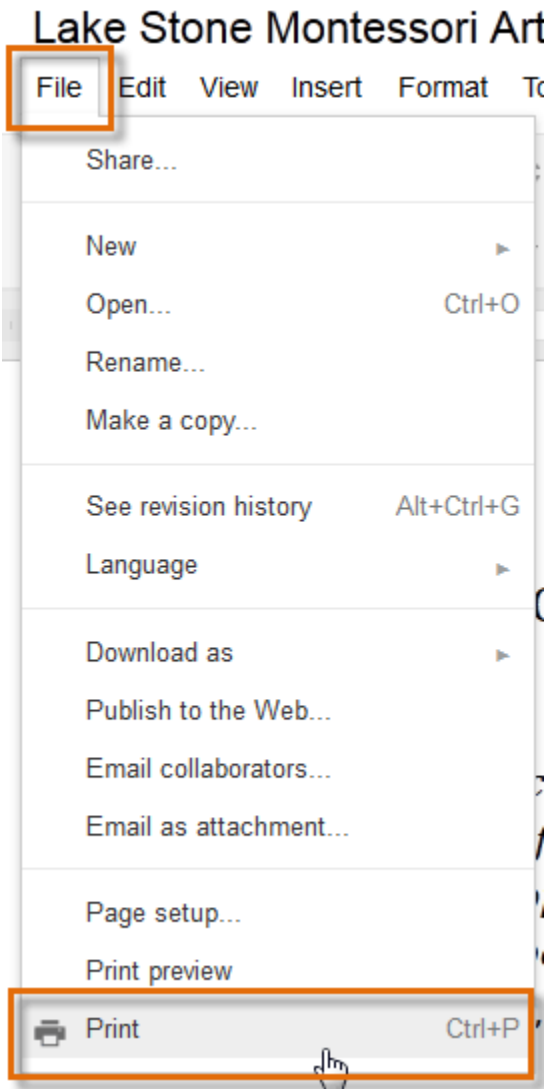 Lake Stone Montessori Art
File Edit View Insert Format
Share...
New
Open... Ctrl+O
Rename...
Make a copy...
See revision history Alt+Ctrl+G
Language
Download as
Publish to the Web...
Email collaborators...
Email as attachment...
Page setup...
Print preview
Print Ctrl+P